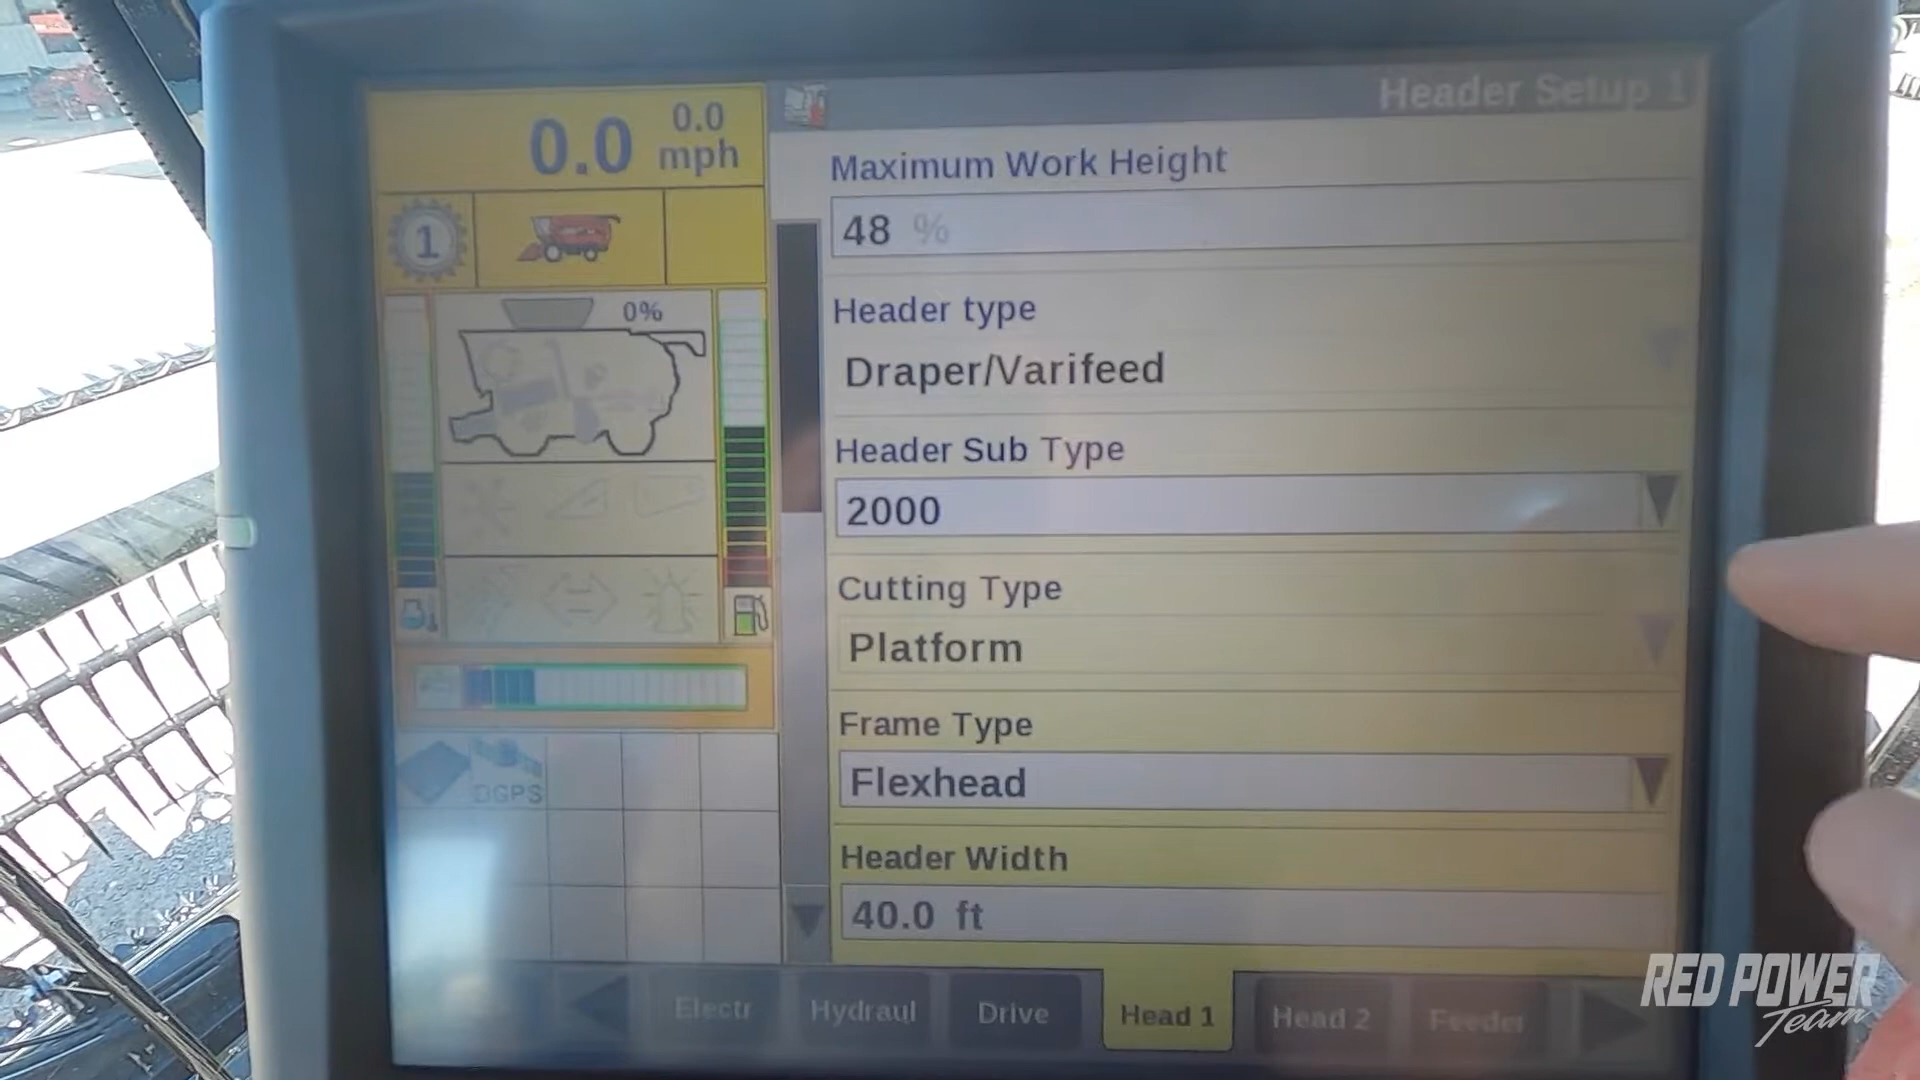 Header Setup 1
0.0
0.0
mph
1
0%
DGPS
Maximum Work Height
48 %
Header type
Draper/Varifeed
Header Sub Type
2000
Cutting Type
Platform
Frame Type
Flexhead
Header Width
40.0 ft
Electr
Hydraul
Drive
Head 1
Head 2
Feeder
RED POWER
Team